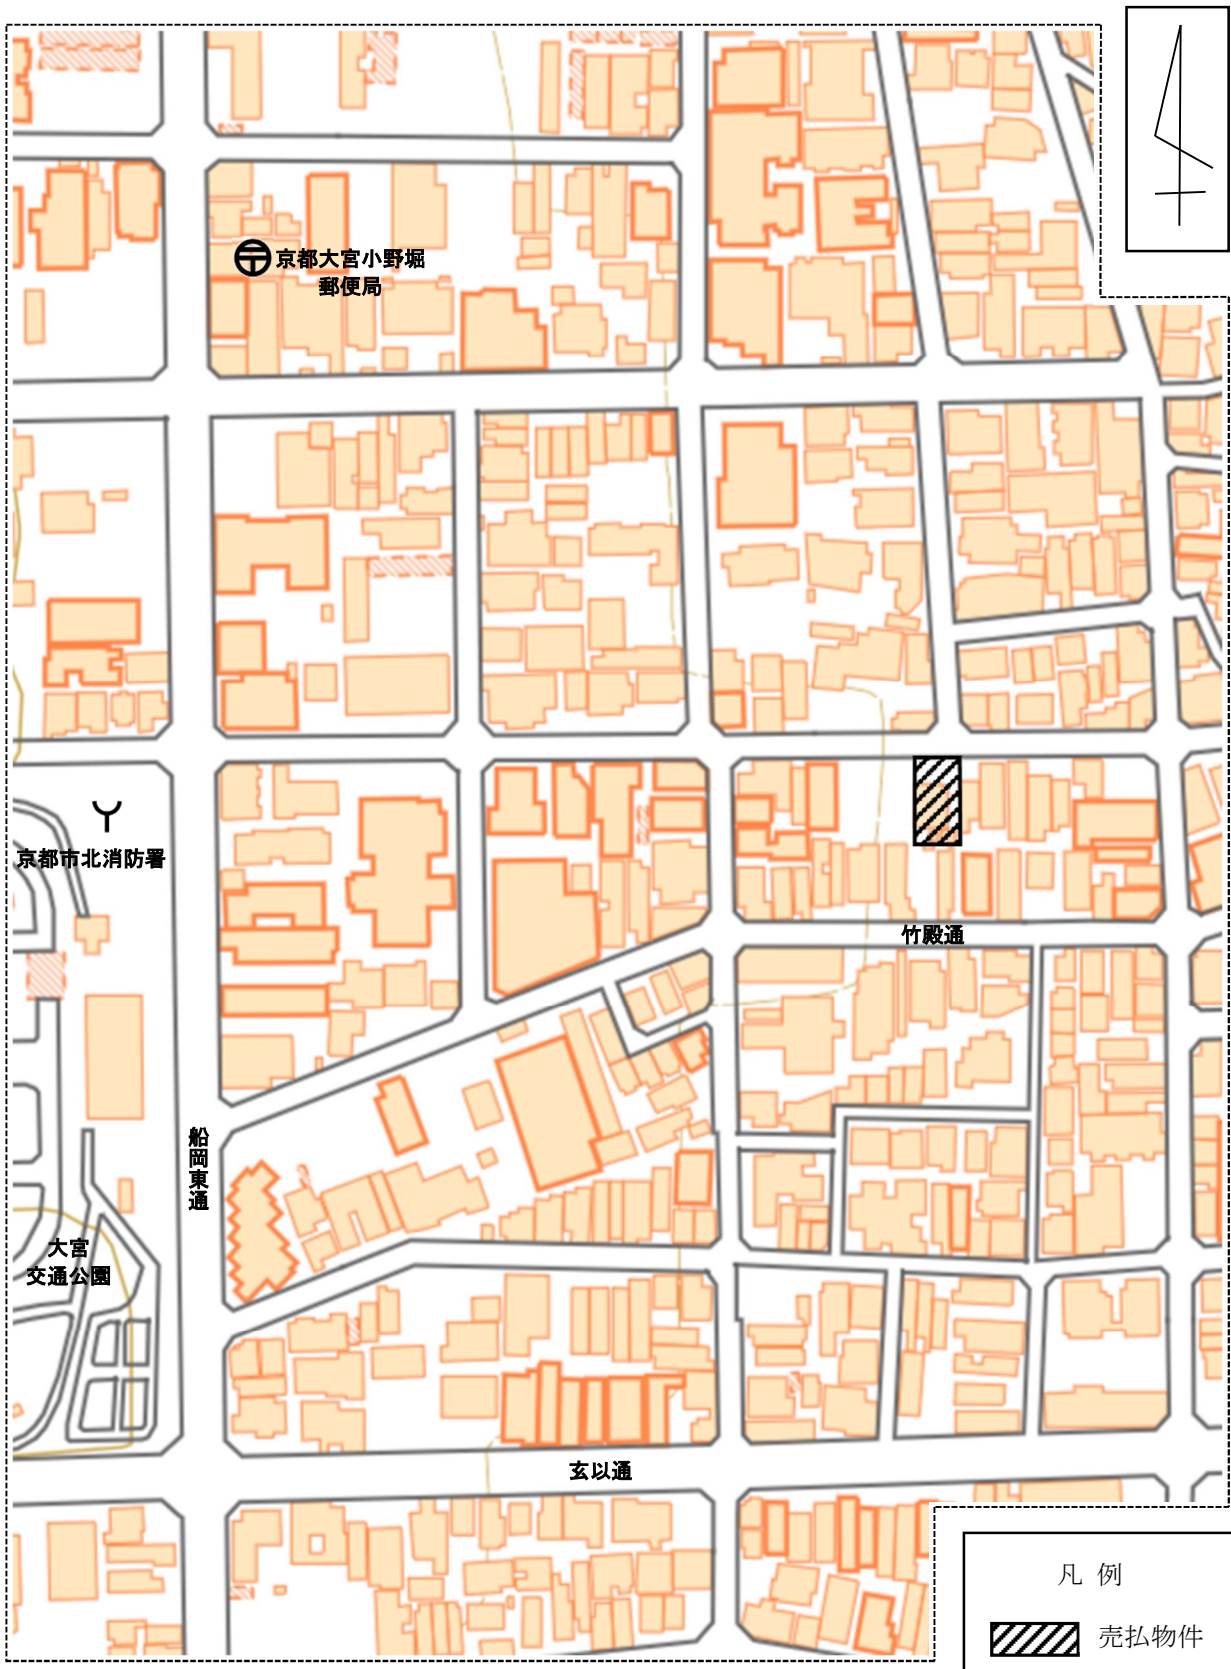 京都大宮小野堀
郵便局
京都市北消防署
竹殿通
船岡東通
大宮
交通公園
玄以通
凡 例
売払物件